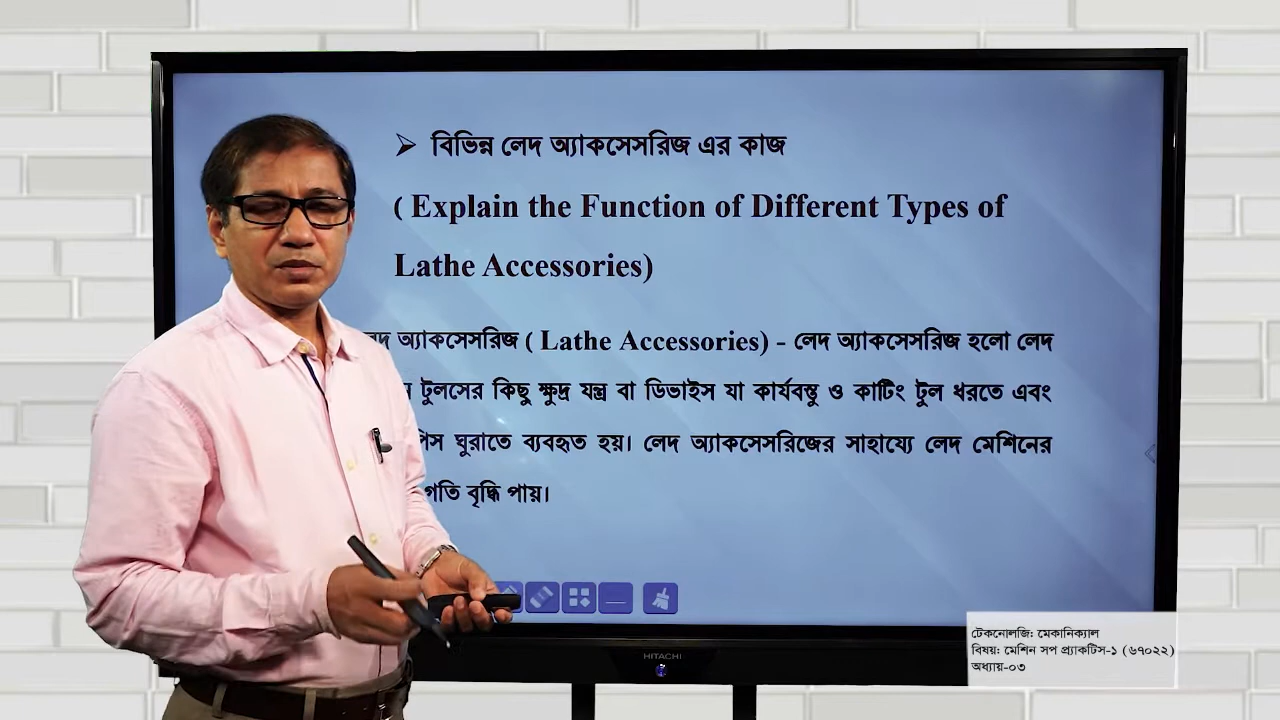 ➢ বিভিন্ন লেদ অ্যাকসেসরিজ এর কাজ
( Explain the Function of Different Types of
Lathe Accessories)
অ্যাকসেসরিজ ( Lathe Accessories) - লেদ অ্যাকসেসরিজ হলো লেদ
টুলসের কিছু ক্ষুদ্র যন্ত্র বা ডিভাইস যা কার্যবস্তু ও কাটিং টুল ধরতে এবং
ঘুরাতে ব্যবহৃত হয়। লেদ অ্যাকসেসরিজের সাহায্যে লেদ মেশিনের
গতি বৃদ্ধি পায়।
HITACHI
টেকনোলজি: মেকানিক্যাল
বিষয়: মেশিন সপ প্র্যাকটিস-১ (৬৭০২২)
অধ্যায়-০৩